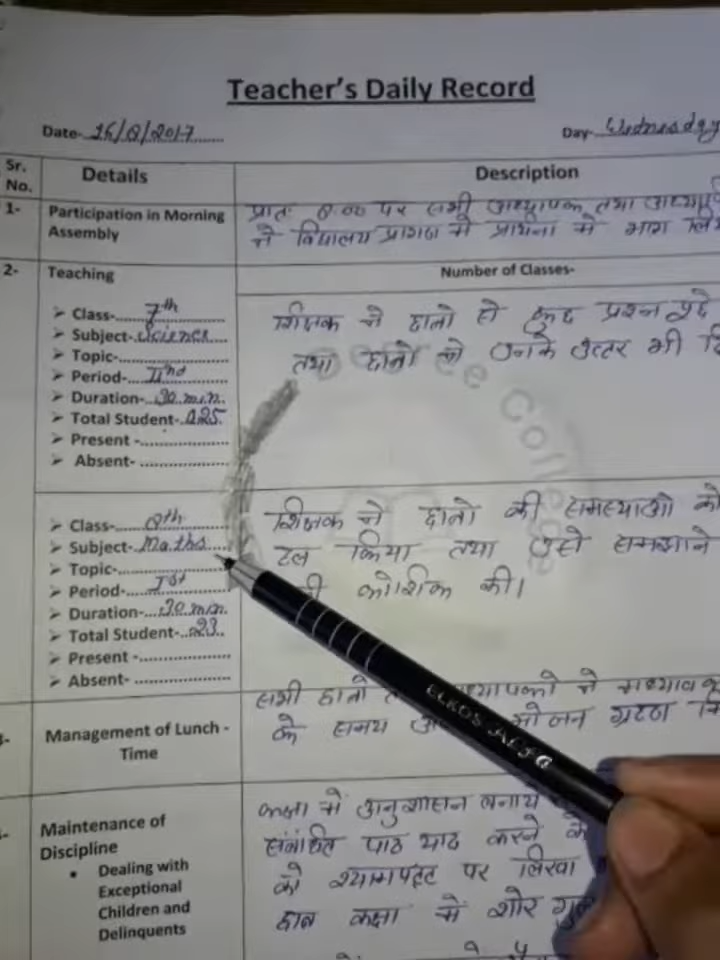 Teacher's Daily Record
Date- 16/8/2017 Day- Wednesday
Sr. No. Details Description
1- Participation in Morning Assembly
प्रातः 8.00 पर सभी अध्यापक तथा
ने विद्यालय प्रागण में प्रार्थना में भाग
2- Teaching Number of Classes-
Class- 7th
Subject- Science
Topic-
Period- IInd
Duration- 30 min.
Total Student-
Present -
Absent-
शिक्षक ने छात्रो से कुछ प्रश्न पूछे
तथा छात्रो को उनके उत्तर भी
Class- 8th
Subject- Maths
Topic-
Period- Ist
Duration- 30 min.
Total Student- 23
Present -
Absent-
शिक्षक ने छात्रो की समस्याओ को
हल किया तथा उसे समझाने
की कोशिक की।
Management of Lunch - Time
सभी छात्रो
के समय भोजन ग्रहण
Maintenance of Discipline
Dealing with Exceptional Children and Delinquents
कक्षा में अनुशासन बनाये
संबंधित पाठ याद करने के
को श्यामपट्ट पर लिखा
छात्र कक्षा में शोर
College